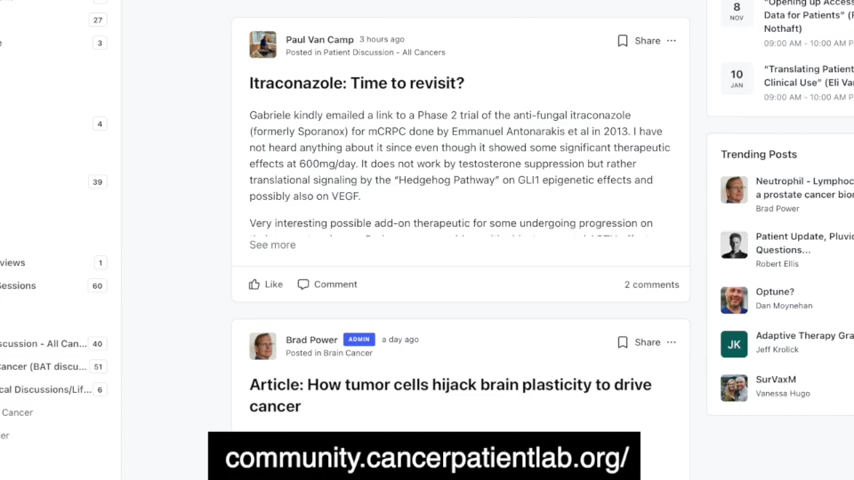 27
e 3
4
39
views 1
Sessions 60
scussion - All Can... 40
Cancer (BAT discu... 51
cal Discussions/Lif... 6
Cancer
er
Paul Van Camp 3 hours ago
Posted in Patient Discussion - All Cancers
Share ...
Itraconazole: Time to revisit?
Gabriele kindly emailed a link to a Phase 2 trial of the anti-fungal itraconazole
(formerly Sporanox) for mCRPC done by Emmanuel Antonarakis et al in 2013. I have
not heard anything about it since even though it showed some significant therapeutic
effects at 600mg/day. It does not work by testosterone suppression but rather
translational signaling by the “Hedgehog Pathway” on GLI1 epigenetic effects and
possibly also on VEGF.
Very interesting possible add-on therapeutic for some undergoing progression on
See more
Like Comment 2 comments
Brad Power ADMIN a day ago
Posted in Brain Cancer
Share ...
Article: How tumor cells hijack brain plasticity to drive
cancer
8
NOV
"Opening up Access
Data for Patients" (F
Nothaft)
09:00 AM - 10:00 AM P
10
JAN
"Translating Patient
Clinical Use" (Eli Va
09:00 AM - 10:00 AM P
Trending Posts
Neutrophil - Lymphoc
a prostate cancer bio
Brad Power
Patient Update, Pluvic
Questions...
Robert Ellis
Optune?
Dan Moynehan
JK
Adaptive Therapy Gra
Jeff Krolick
SurVaxM
Vanessa Hugo
community.cancerpatientlab.org/